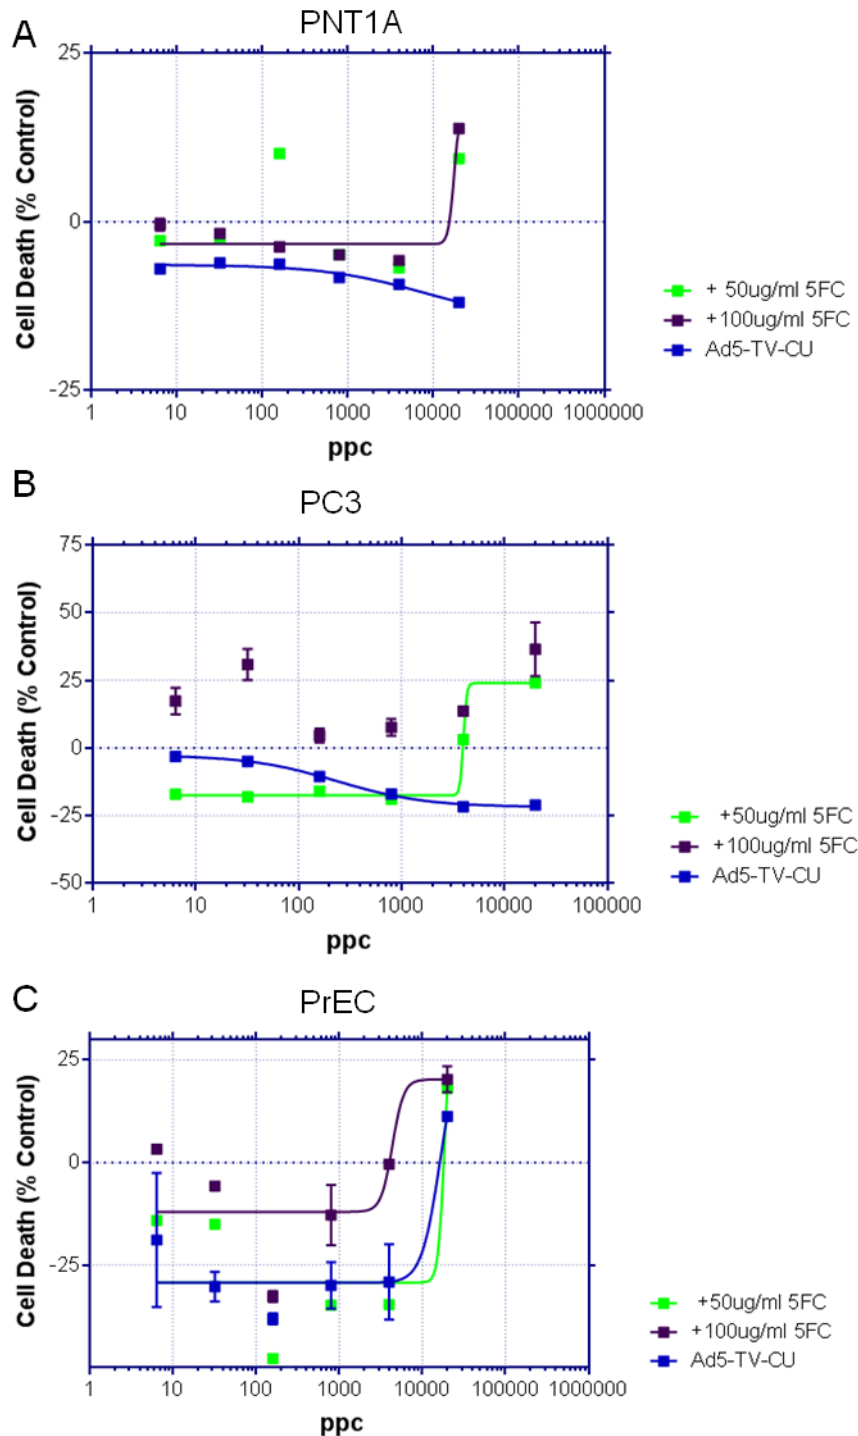 A
PNT1A
Cell Death (% Control)
25
0
-25
1 10 100 1000 10000 100000 1000000
ppc
+ 50ug/ml 5FC
+100ug/ml 5FC
Ad5-TV-CU
B
PC3
Cell Death (% Control)
75
50
25
0
-25
-50
1 10 100 1000 10000 100000
ppc
+50ug/ml 5FC
+100ug/ml 5FC
Ad5-TV-CU
C
PrEC
Cell Death (% Control)
25
0
-25
1 10 100 1000 10000 100000 1000000
ppc
+50ug/ml 5FC
+100ug/ml 5FC
Ad5-TV-CU